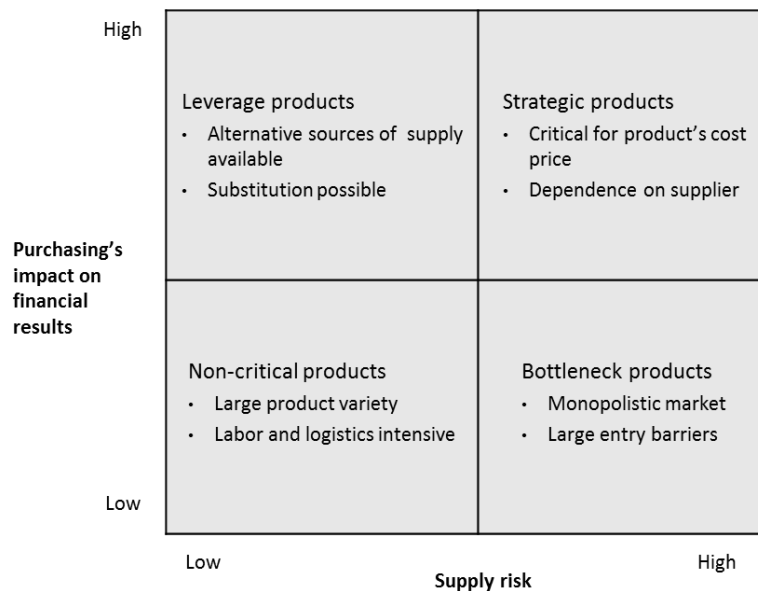 High
Leverage products
• Alternative sources of supply
available
• Substitution possible
Strategic products
• Critical for product's cost
price
• Dependence on supplier
Purchasing's
impact on
financial
results
Non-critical products
• Large product variety
• Labor and logistics intensive
Bottleneck products
• Monopolistic market
• Large entry barriers
Low
Low
High
Supply risk